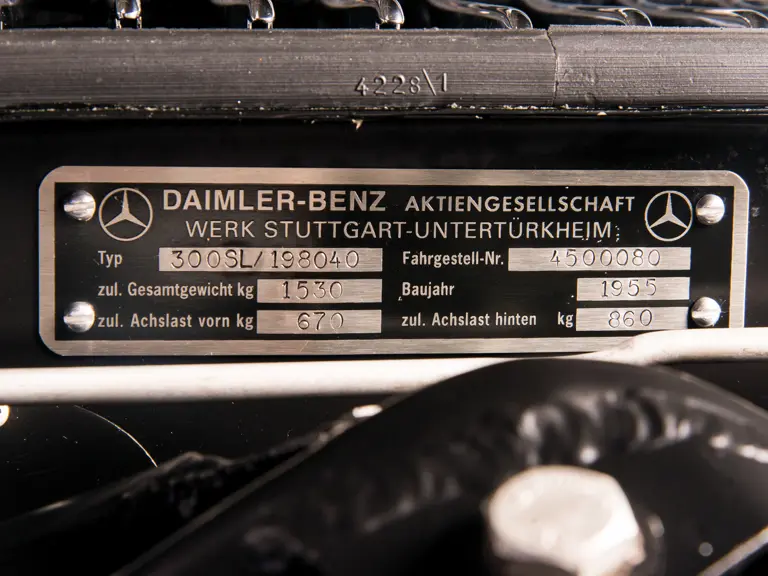 4228\1
DAIMLER-BENZ AKTIENGESELLSCHAFT
WERK STUTTGART-UNTERTÜRKHEIM
Typ 300SL/198040 Fahrgestell-Nr. 4500080
zul. Gesamtgewicht kg 1530 Baujahr 1955
zul. Achslast vorn kg 670 zul. Achslast hinten kg 860